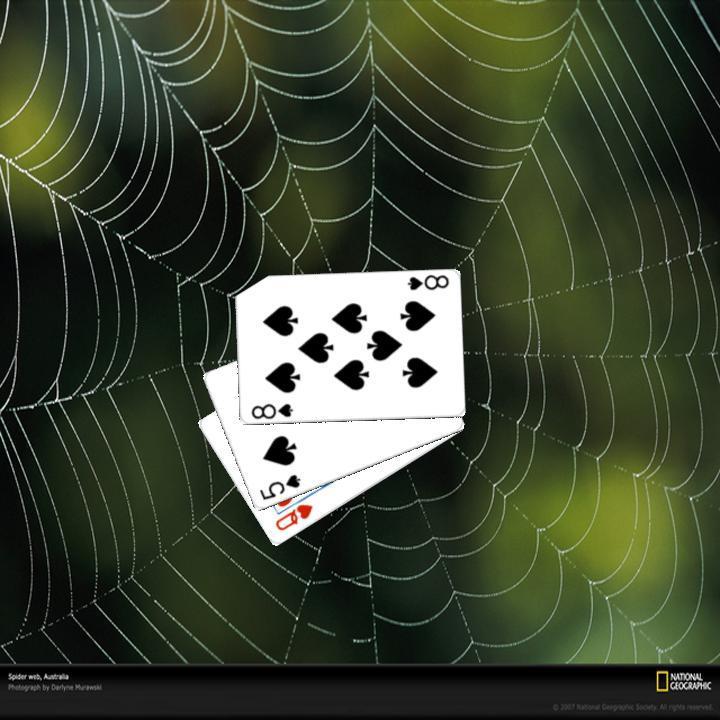 8
8
5
Q
Spider web, Australia
Photograph by Darlyne Murawski
NATIONAL
GEOGRAPHIC
© 2007 National Geographic Society. All rights reserved.